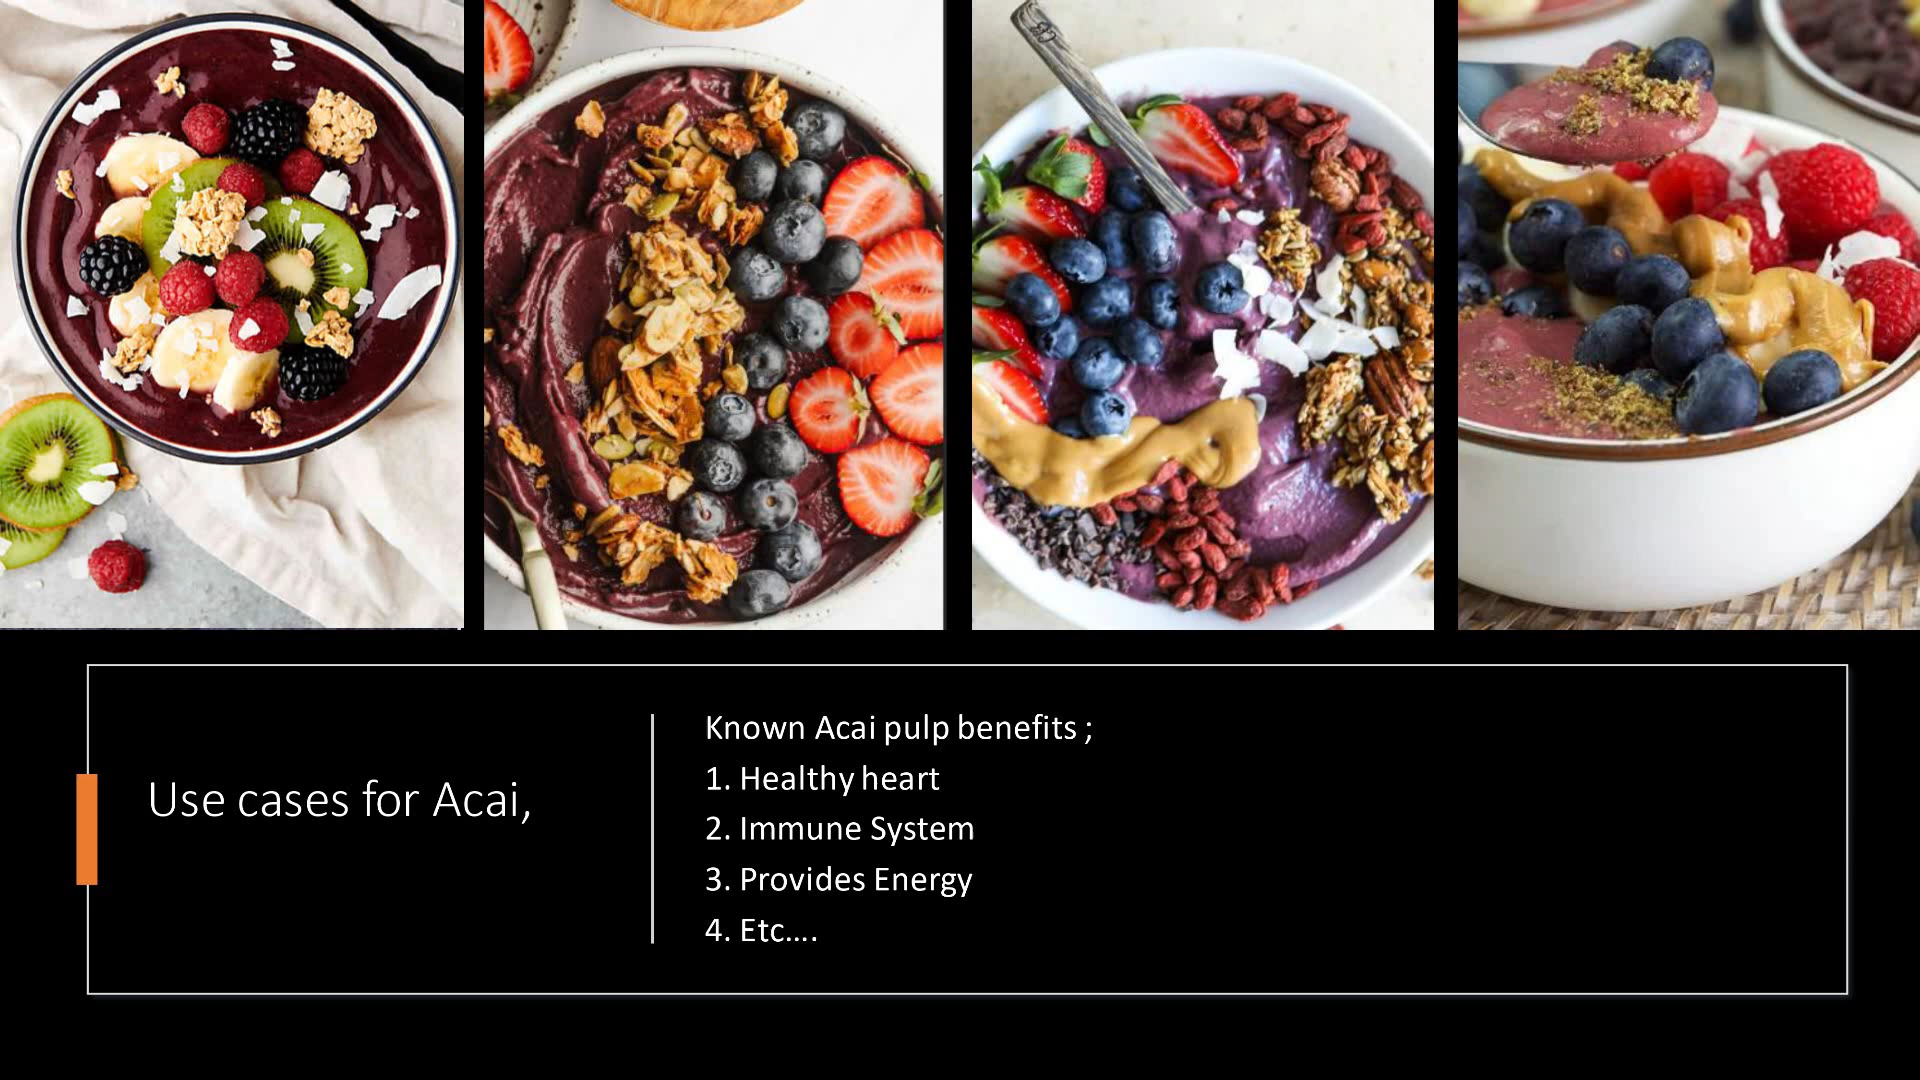 Use cases for Acai,
Known Acai pulp benefits ;
1. Healthy heart
2. Immune System
3. Provides Energy
4. Etc....